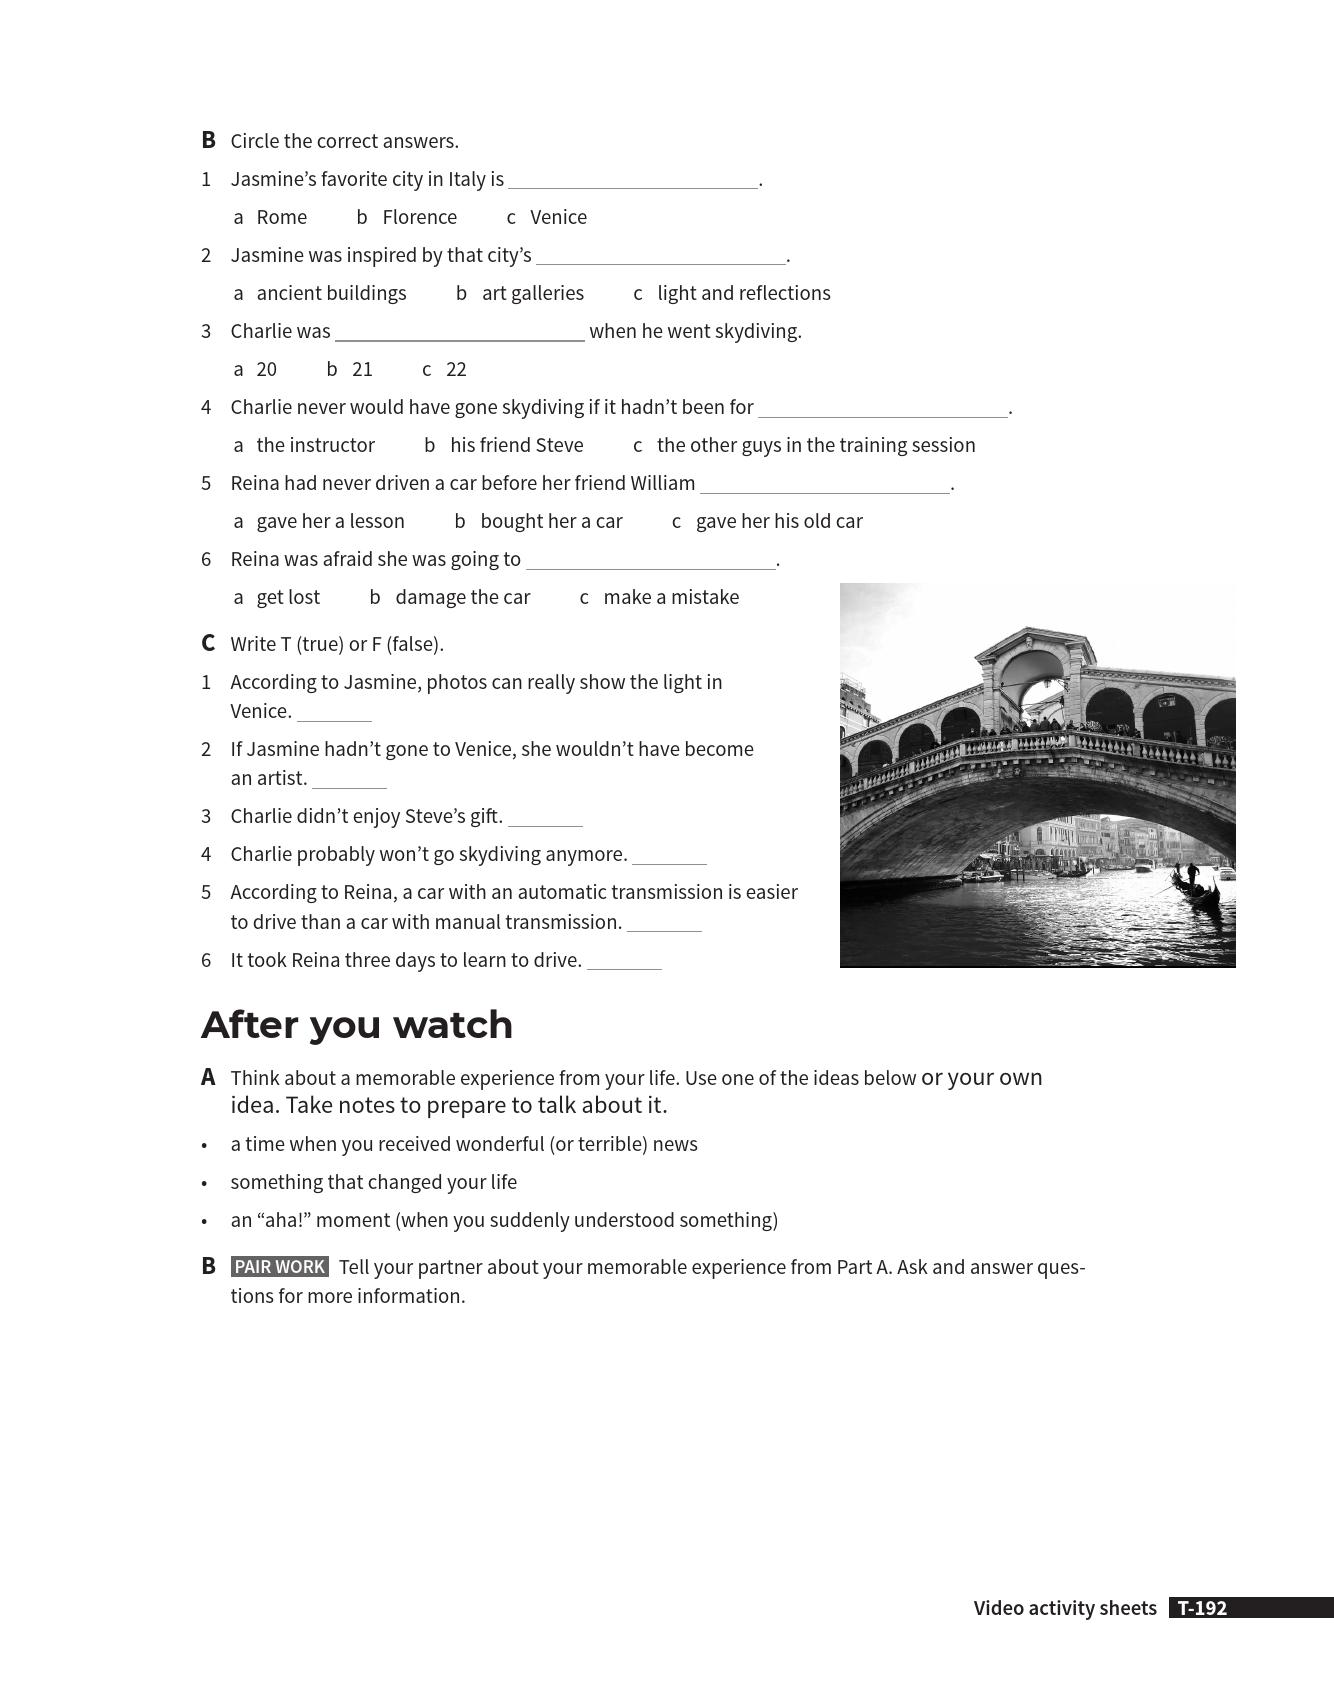 B Circle the correct answers.
1 Jasmine’s favorite city in Italy is ____________________.
a Rome b Florence c Venice
2 Jasmine was inspired by that city’s ____________________.
a ancient buildings b art galleries c light and reflections
3 Charlie was ____________________ when he went skydiving.
a 20 b 21 c 22
4 Charlie never would have gone skydiving if it hadn’t been for ____________________.
a the instructor b his friend Steve c the other guys in the training session
5 Reina had never driven a car before her friend William ____________________.
a gave her a lesson b bought her a car c gave her his old car
6 Reina was afraid she was going to ____________________.
a get lost b damage the car c make a mistake
C Write T (true) or F (false).
1 According to Jasmine, photos can really show the light in
Venice. ______
2 If Jasmine hadn’t gone to Venice, she wouldn’t have become
an artist. ______
3 Charlie didn’t enjoy Steve’s gift. ______
4 Charlie probably won’t go skydiving anymore. ______
5 According to Reina, a car with an automatic transmission is easier
to drive than a car with manual transmission. ______
6 It took Reina three days to learn to drive. ______
After you watch
A Think about a memorable experience from your life. Use one of the ideas below or your own
idea. Take notes to prepare to talk about it.
• a time when you received wonderful (or terrible) news
• something that changed your life
• an “aha!” moment (when you suddenly understood something)
B PAIR WORK Tell your partner about your memorable experience from Part A. Ask and answer ques-
tions for more information.
Video activity sheets T-192